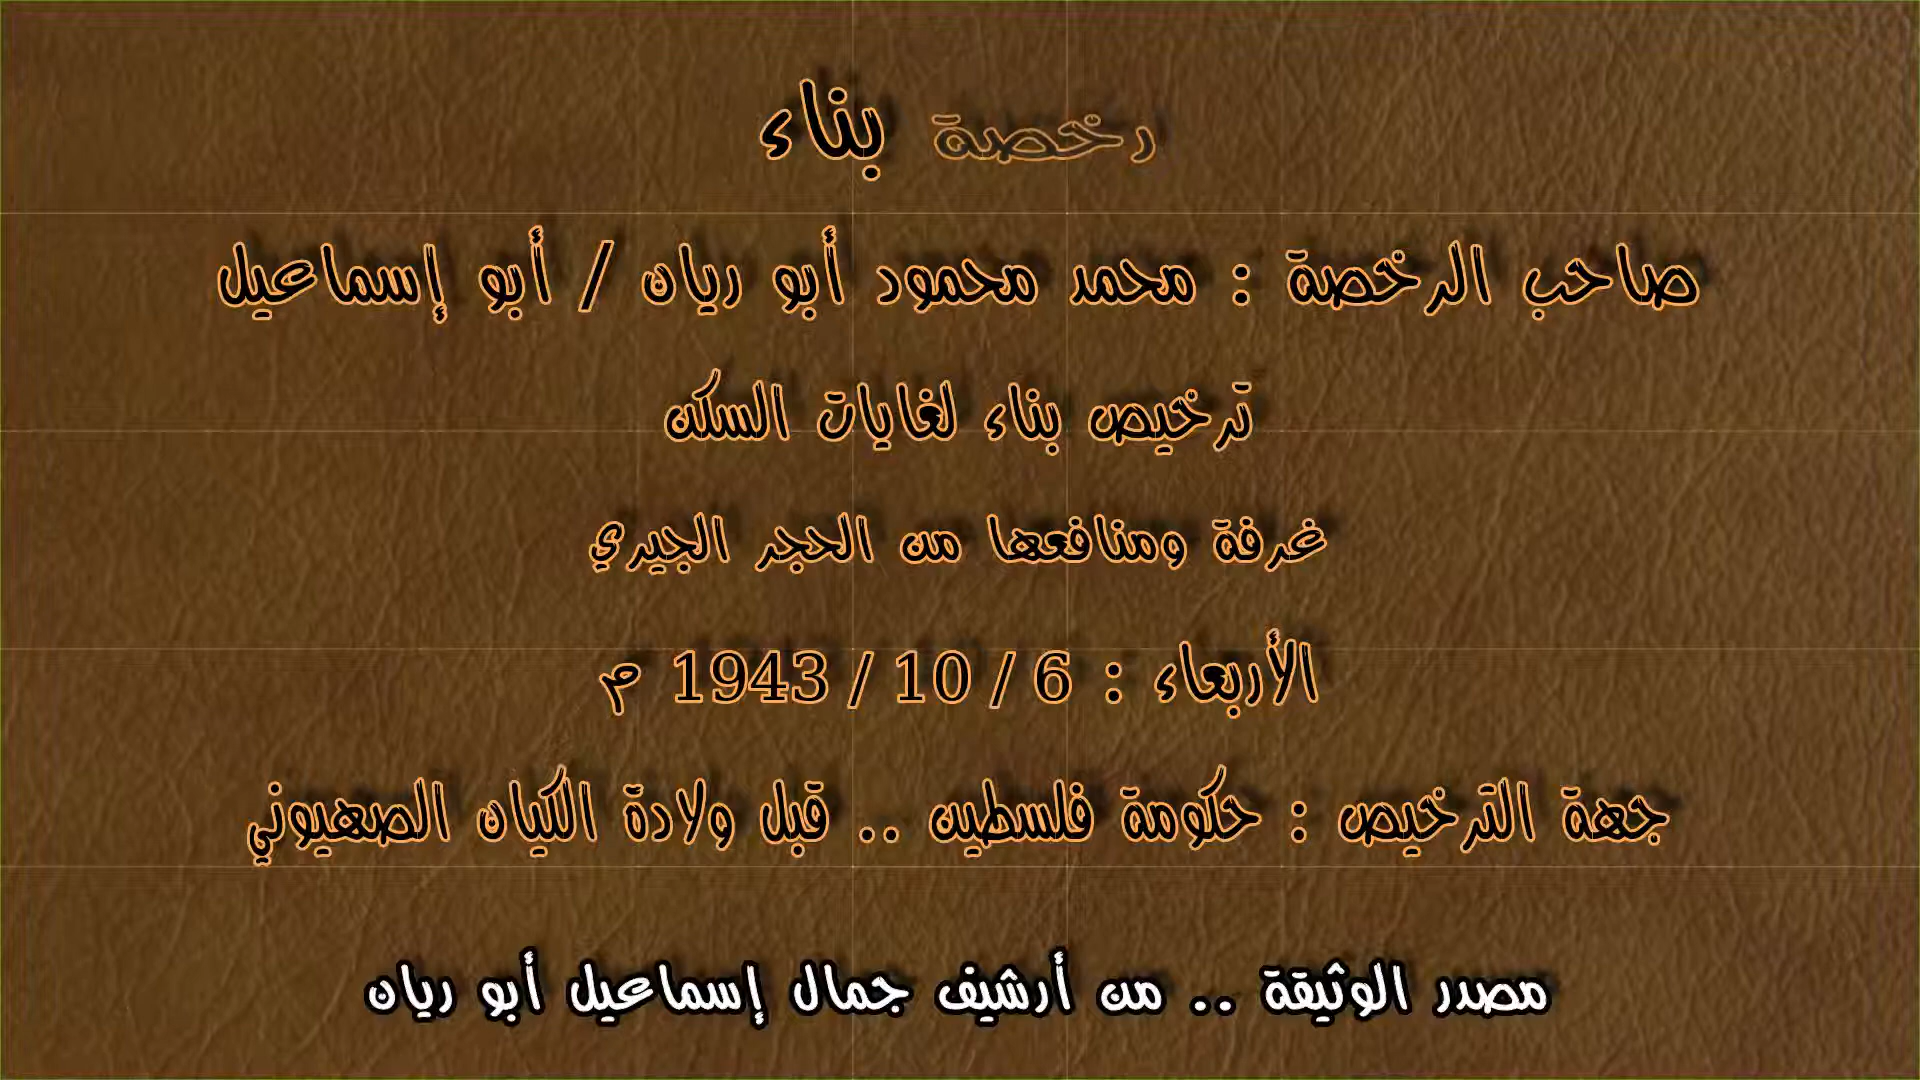 رخصة بناء
صاحب الرخصة : محمد محمود أبو ريان / أبو إسماعيل
ترخيص بناء لغايات السكن
غرفة ومنافعها من الحجر الجيري
الأربعاء : 6 / 10 / 1943 م
جهة الترخيص : حكومة فلسطين .. قبل ولادة الكيان الصهيوني
مصدر الوثيقة .. من أرشيف جمال إسماعيل أبو ريان